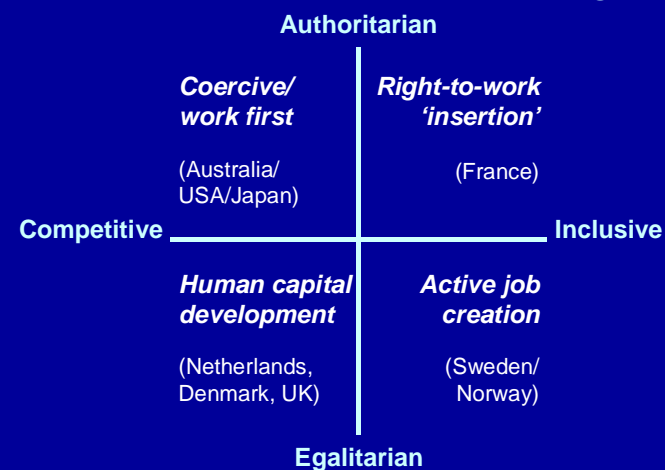 Authoritarian
Coercive/
work first
(Australia/
USA/Japan)
Right-to-work
‘insertion’
(France)
Competitive
Inclusive
Human capital
development
(Netherlands,
Denmark, UK)
Active job
creation
(Sweden/
Norway)
Egalitarian